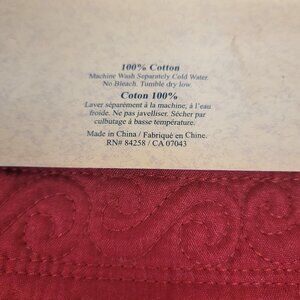 100% Cotton
Machine Wash Separately Cold Water.
No Bleach. Tumble dry low.
Coton 100%
Laver séparément à la machine, à l'eau
froide. Ne pas javelliser. Sécher par
culbutage à basse température.
Made in China / Fabriqué en Chine.
RN# 84258 / CA 07043